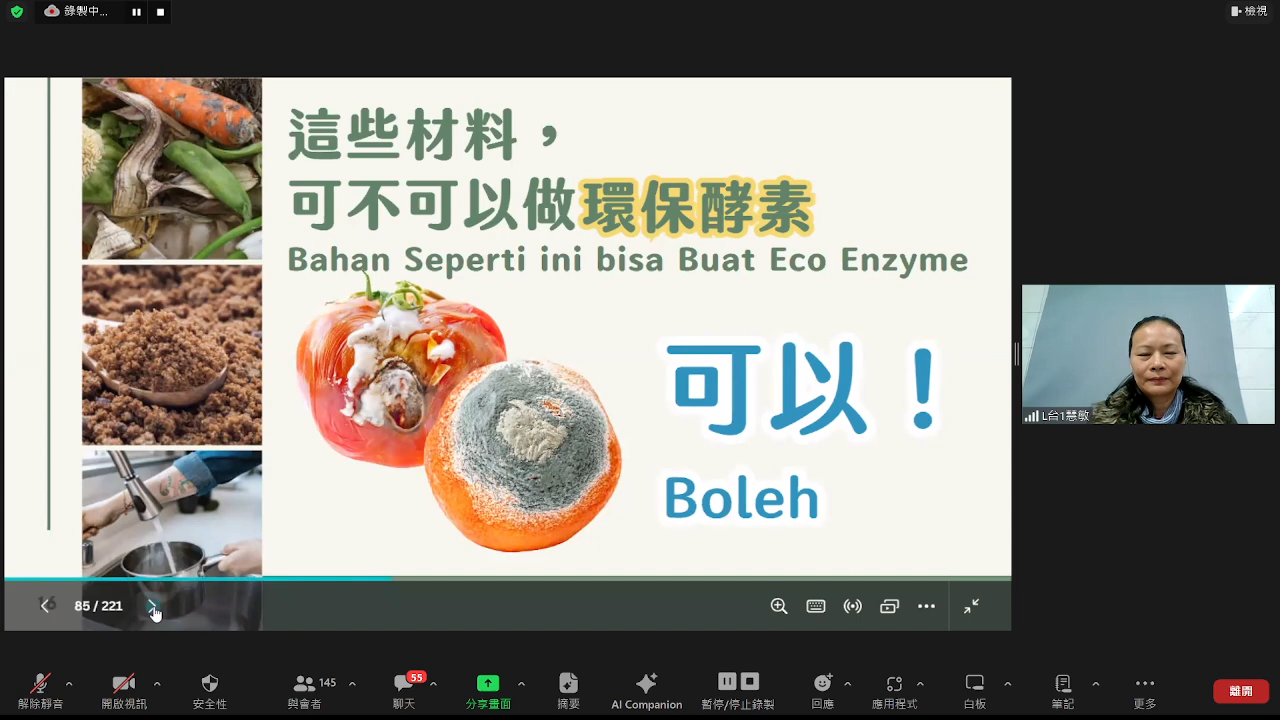 錄製中...
檢視
這些材料，
可不可以做環保酵素
Bahan Seperti ini bisa Buat Eco Enzyme
可以！
Boleh
L台1慧敏
16
85 / 221
145
55
解除靜音
開啟視訊
安全性
與會者
聊天
分享畫面
摘要
AI Companion
暫停/停止錄製
回應
應用程式
白板
筆記
更多
離開